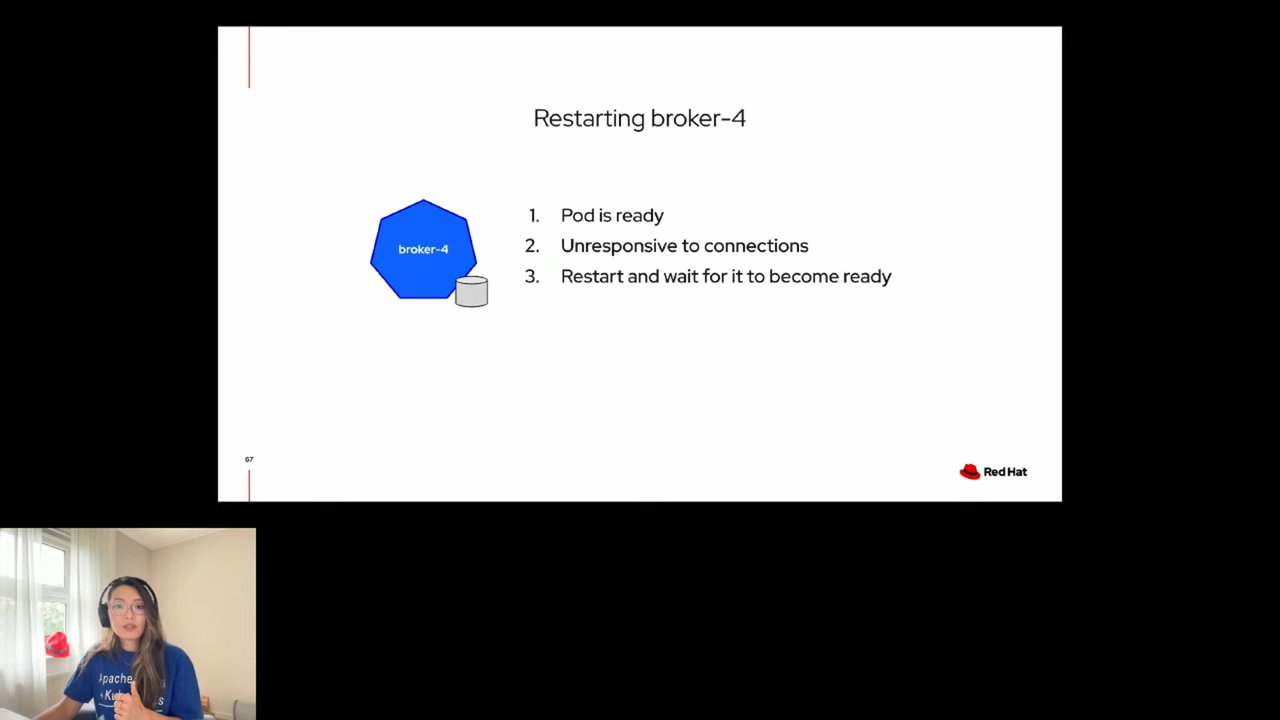 Restarting broker-4
broker-4
1. Pod is ready
2. Unresponsive to connections
3. Restart and wait for it to become ready
67
Red Hat
Apache